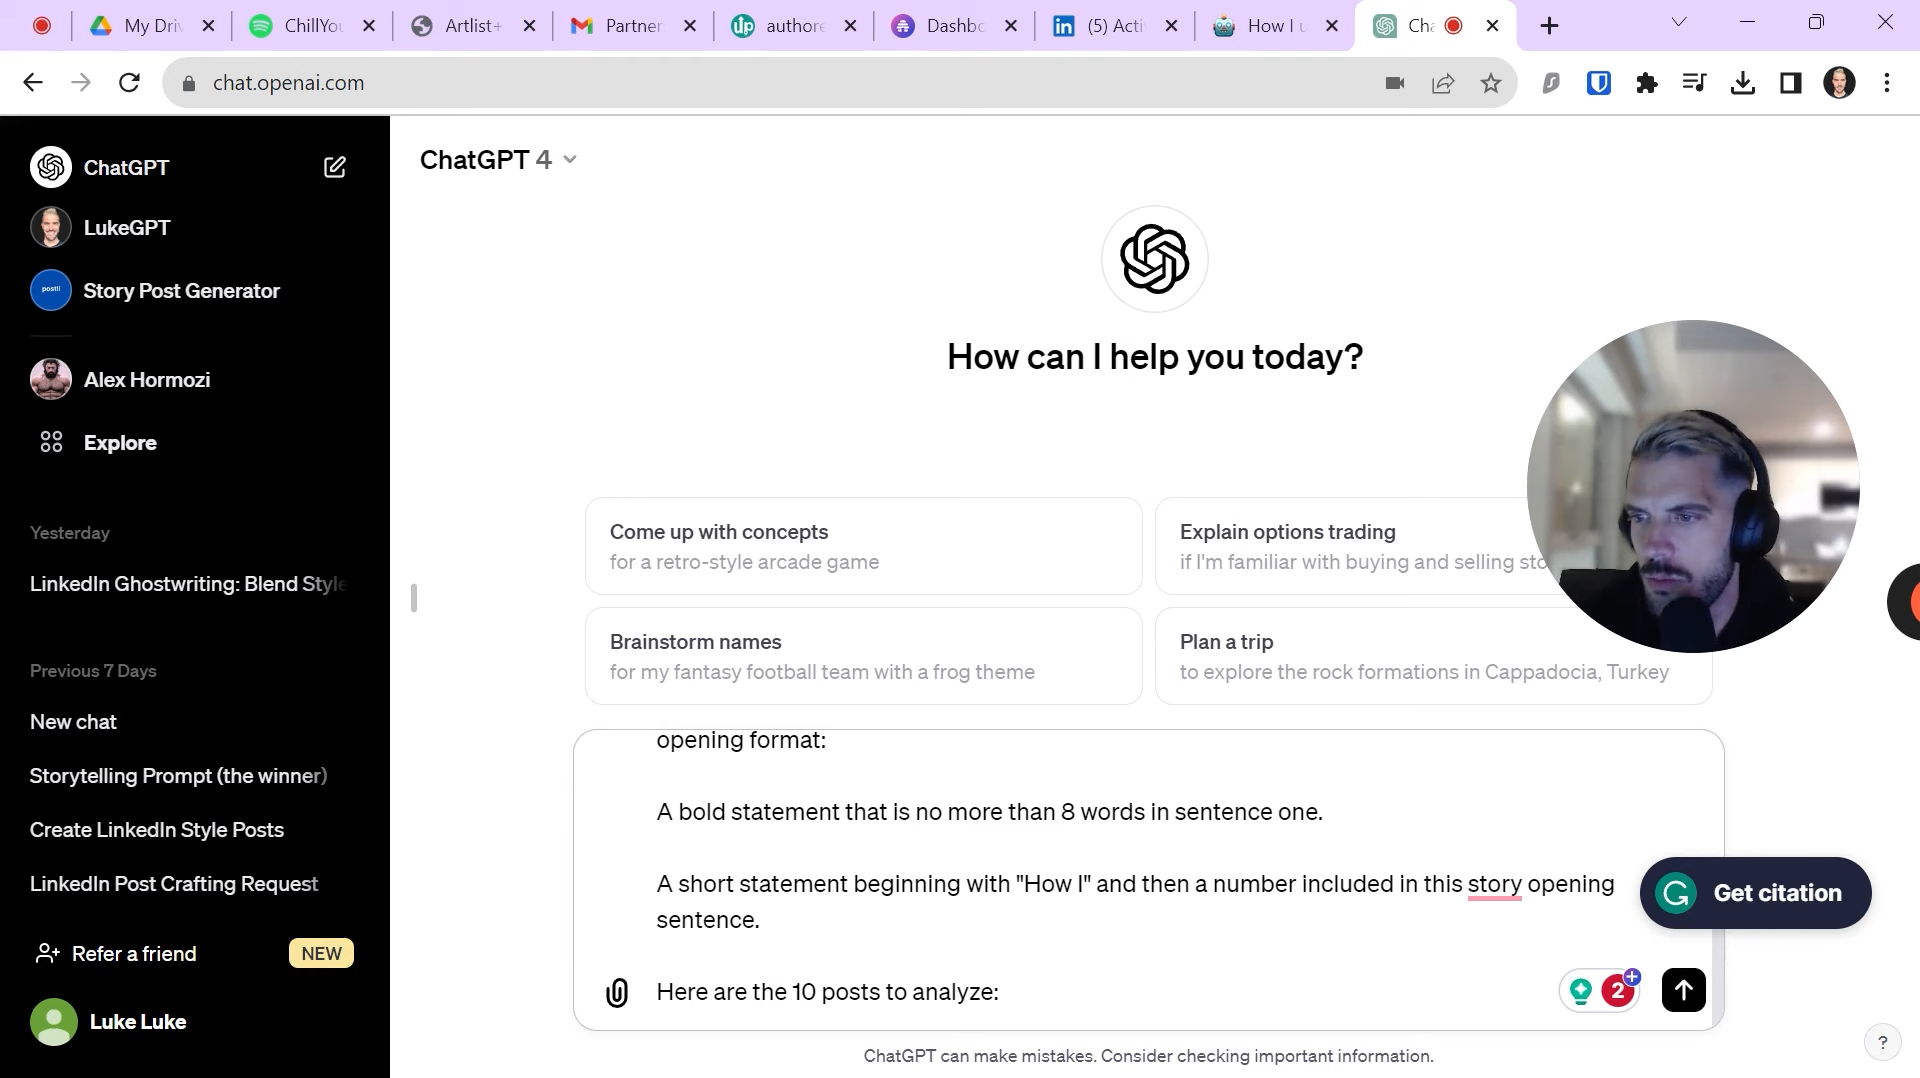 My Driv
ChillYou
Artlist+
Partner
authore
Dashbo
(5) Acti
How I u
Cha
chat.openai.com
ChatGPT
LukeGPT
postli
Story Post Generator
Alex Hormozi
Explore
Yesterday
LinkedIn Ghostwriting: Blend Style
Previous 7 Days
New chat
Storytelling Prompt (the winner)
Create LinkedIn Style Posts
LinkedIn Post Crafting Request
Refer a friend
NEW
Luke Luke
ChatGPT 4
How can I help you today?
Come up with concepts
for a retro-style arcade game
Explain options trading
if I'm familiar with buying and selling sto
Brainstorm names
for my fantasy football team with a frog theme
Plan a trip
to explore the rock formations in Cappadocia, Turkey
opening format:
A bold statement that is no more than 8 words in sentence one.
A short statement beginning with "How I" and then a number included in this story opening
sentence.
Here are the 10 posts to analyze:
2
Get citation
ChatGPT can make mistakes. Consider checking important information.
?